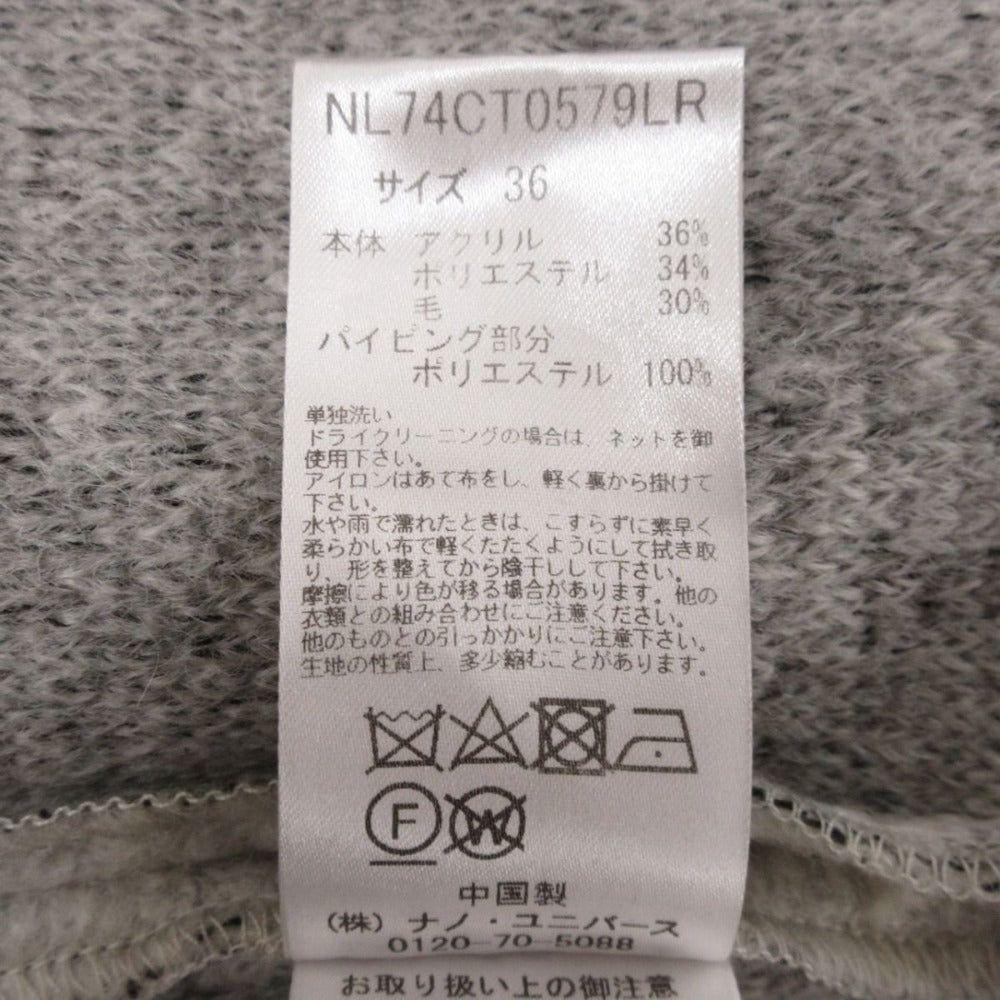 NL74CT0579LR
サイズ 36
本体 アクリル 36%
ポリエステル 34%
毛 30%
パイピング部分
ポリエステル 100%
単独洗い
ドライクリーニングの場合は、ネットを御
使用下さい。
アイロンはあて布をし、軽く裏から掛けて
下さい。
水や雨で濡れたときは、こすらずに素早く
柔らかい布で軽くたたくようにして拭き取
り、形を整えてから陰干しして下さい。
摩擦により色が移る場合があります。他の
衣類との組み合わせにご注意ください。
他のものとの引っかかりにご注意下さい。
生地の性質上、多少縮むことがあります。
F
W
中国製
(株) ナノ・ユニバース
0120-70-5088
お取り扱い上の御注意